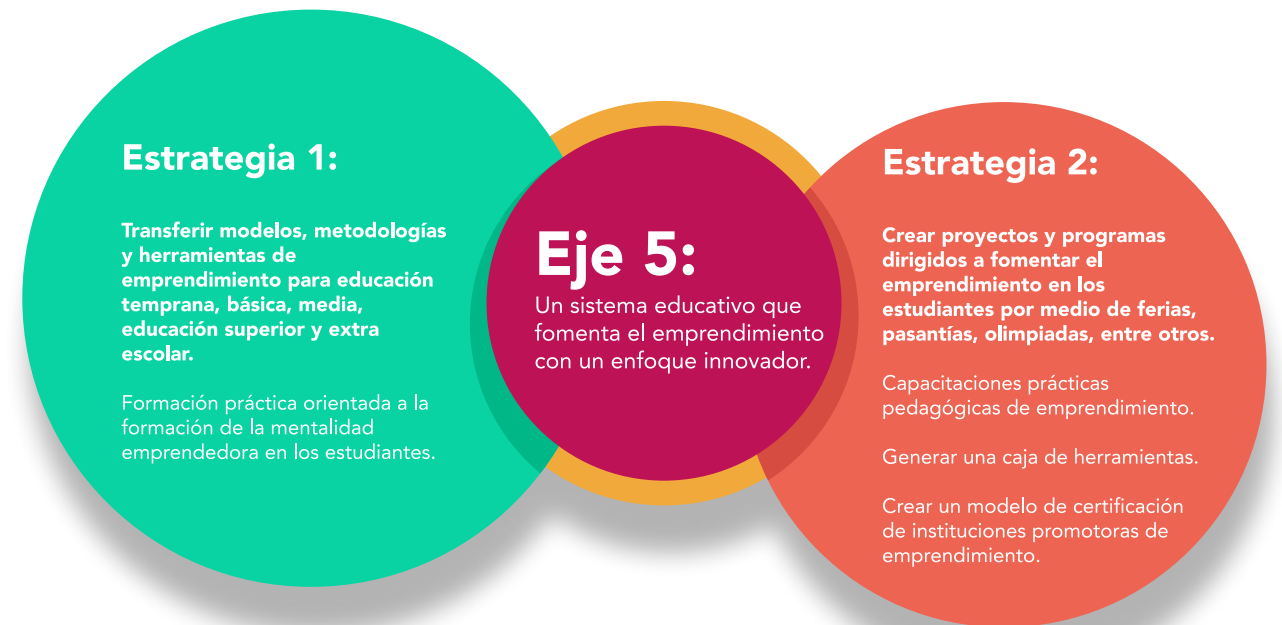 Estrategia 1:
Transferir modelos, metodologías
y herramientas de
emprendimiento para educación
temprana, básica, media,
educación superior y extra
escolar.
Formación práctica orientada a la
formación de la mentalidad
emprendedora en los estudiantes.
Eje 5:
Un sistema educativo que
fomenta el emprendimiento
con un enfoque innovador.
Estrategia 2:
Crear proyectos y programas
dirigidos a fomentar el
emprendimiento en los
estudiantes por medio de ferias,
pasantías, olimpiadas, entre otros.
Capacitaciones prácticas
pedagógicas de emprendimiento.
Generar una caja de herramientas.
Crear un modelo de certificación
de instituciones promotoras de
emprendimiento.